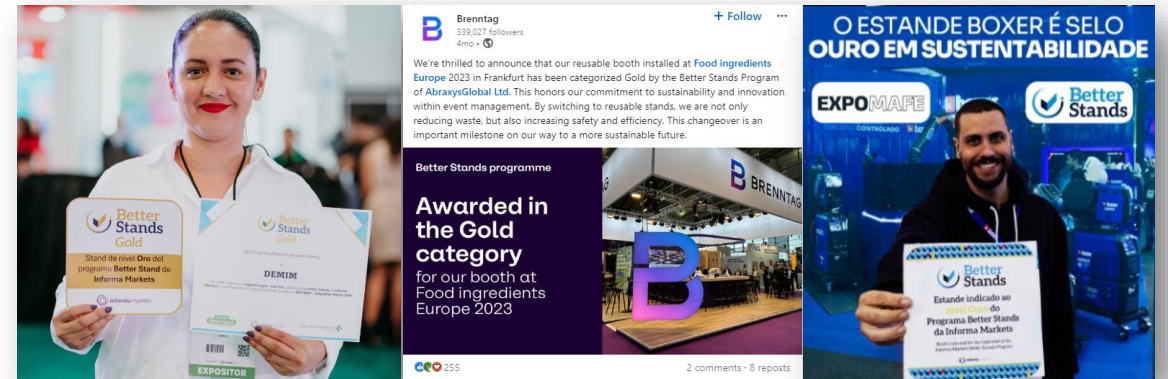 Better
Stands
Gold
Stand de nivel Oro del
programa Better Stand de
Informa Markets
informa markets
Better
Stands
Gold
DEMIM
EXPOSITOR
Brenntag
339,027 followers
4mo •
+ Follow
We're thrilled to announce that our reusable booth installed at Food ingredients
Europe 2023 in Frankfurt has been categorized Gold by the Better Stands Program
of AbraxysGlobal Ltd. This honors our commitment to sustainability and innovation
within event management. By switching to reusable stands, we are not only
reducing waste, but also increasing safety and efficiency. This changeover is an
important milestone on our way to a more sustainable future.
Better Stands programme
Awarded in
the Gold
category
for our booth at
Food ingredients
Europe 2023
BRENNTAG
B
255
2 comments • 8 reposts
O ESTANDE BOXER É SELO
OURO EM SUSTENTABILIDADE
EXPOMAFE
Better
Stands
CONTROLADO
Better
Stands
Estande indicado ao
nível Ouro do
Programa Better Stands
da Informa Markets